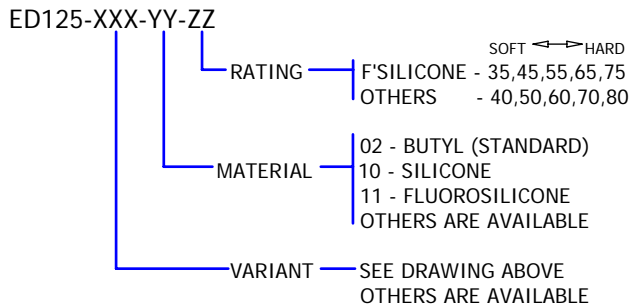 ED125-XXX-YY-ZZ
SOFT HARD
RATING F'SILICONE - 35,45,55,65,75
OTHERS - 40,50,60,70,80
02 - BUTYL (STANDARD)
MATERIAL 10 - SILICONE
11 - FLUOROSILICONE
OTHERS ARE AVAILABLE
VARIANT SEE DRAWING ABOVE
OTHERS ARE AVAILABLE